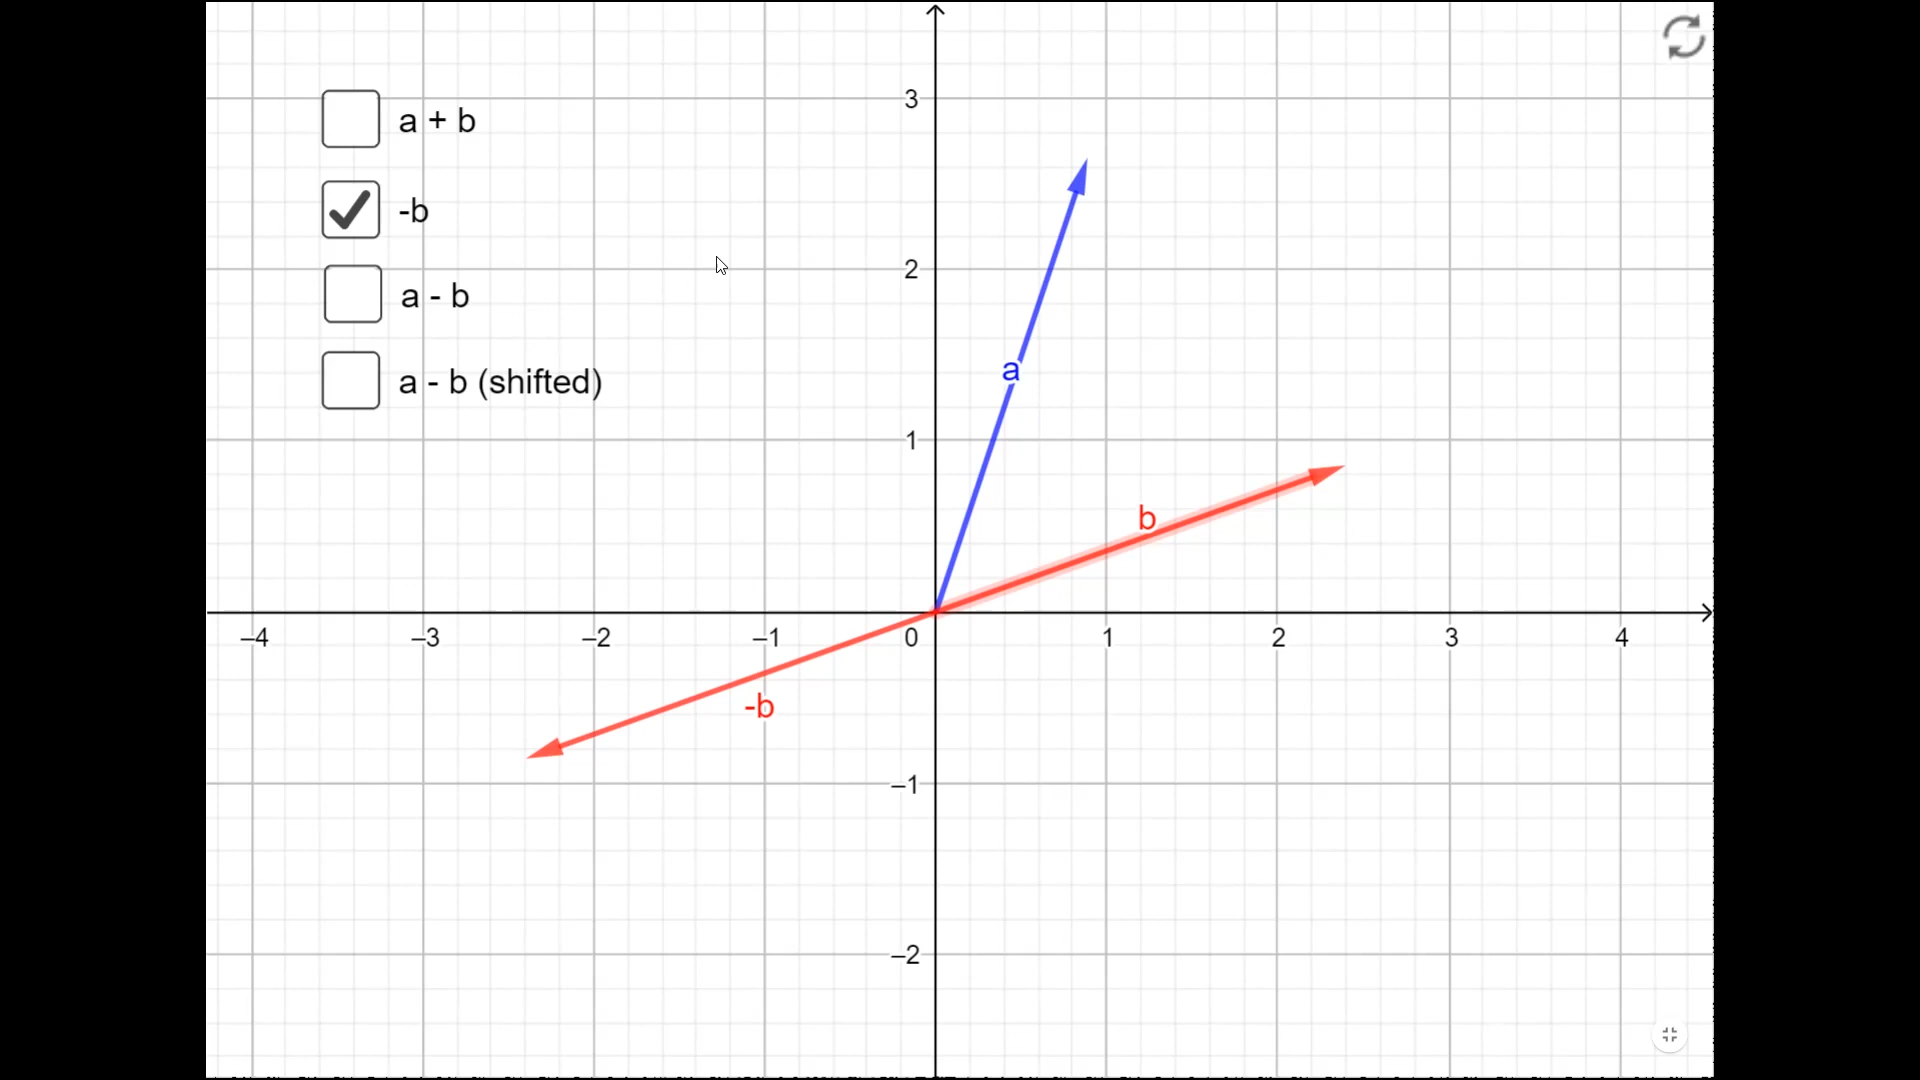 a + b
-b
a - b
a - b (shifted)
3
2
1
a
b
–4 –3 –2 –1 0 1 2 3 4
-b
–1
–2